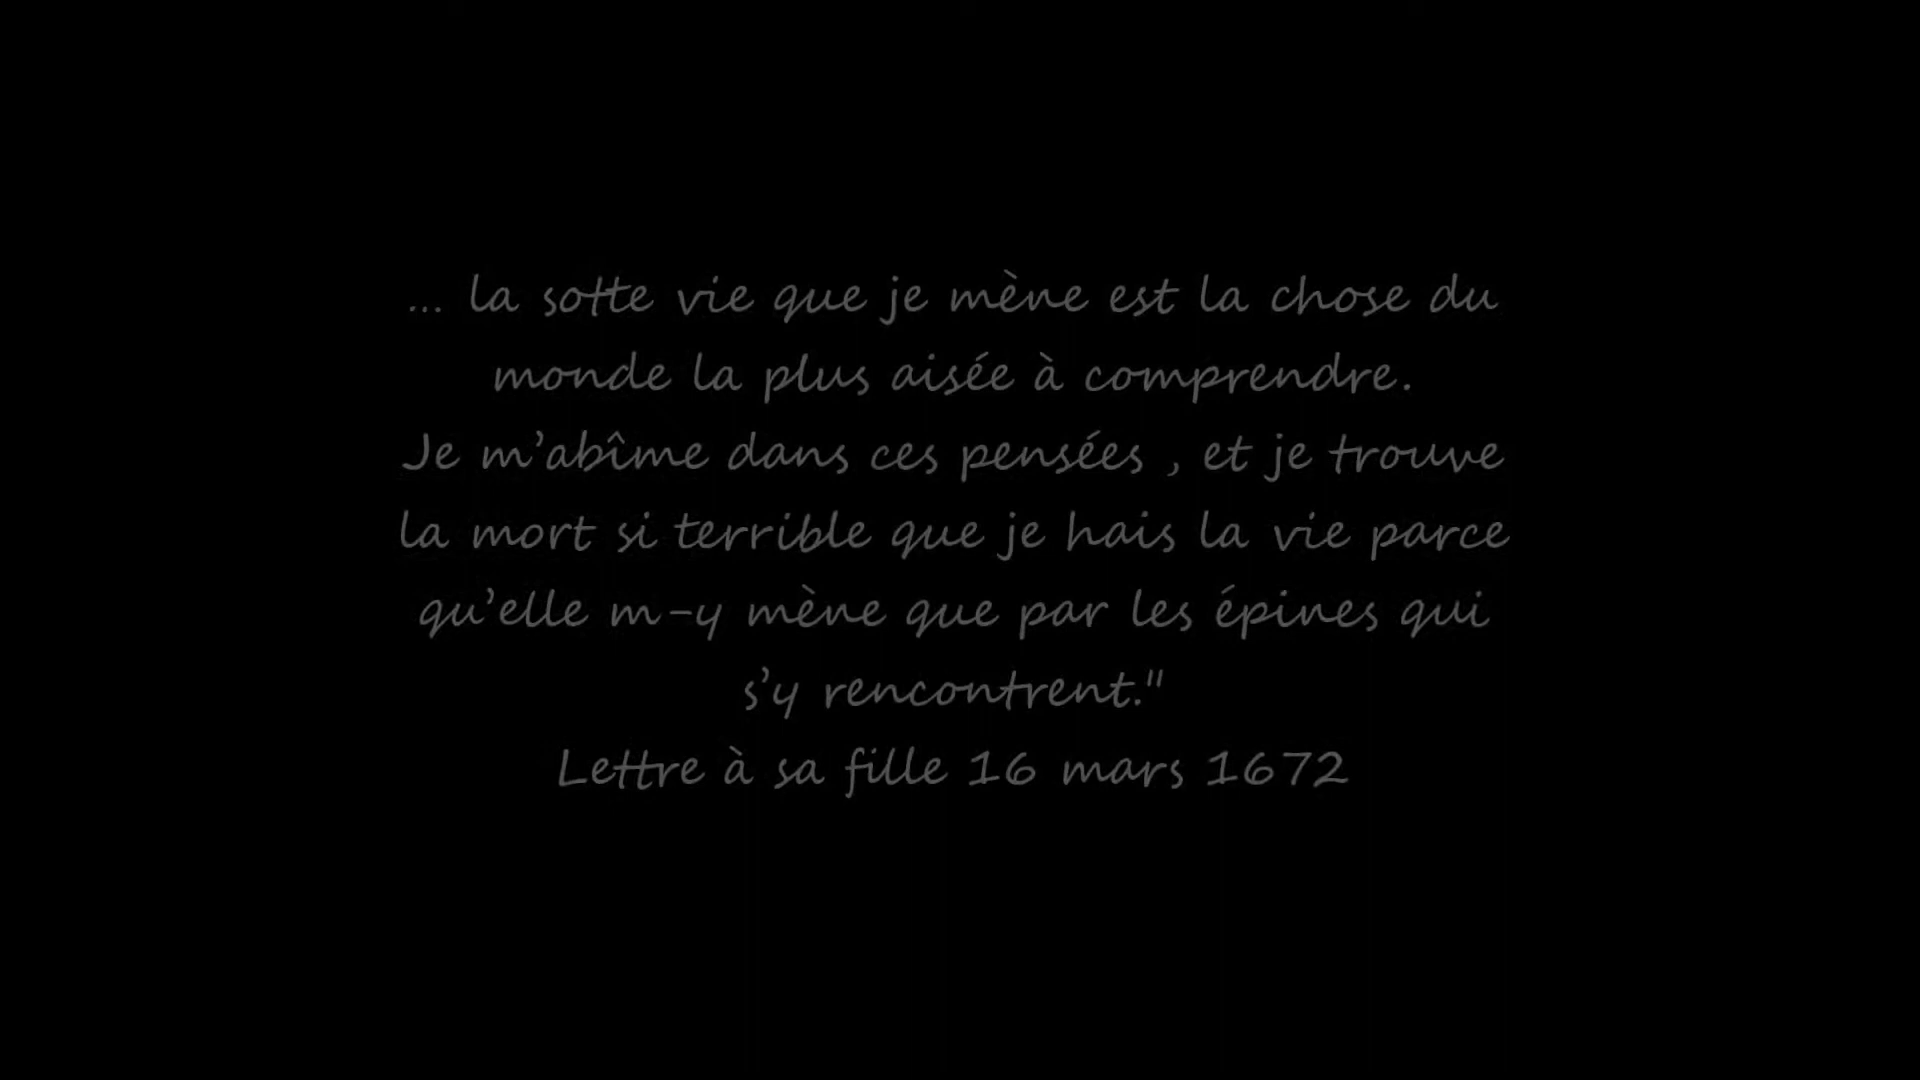 ... la sotte vie que je mène est la chose du
monde la plus aisée à comprendre.
Je m'abîme dans ces pensées , et je trouve
la mort si terrible que je hais la vie parce
qu'elle m-y mène que par les épines qui
s'y rencontrent."
Lettre à sa fille 16 mars 1672